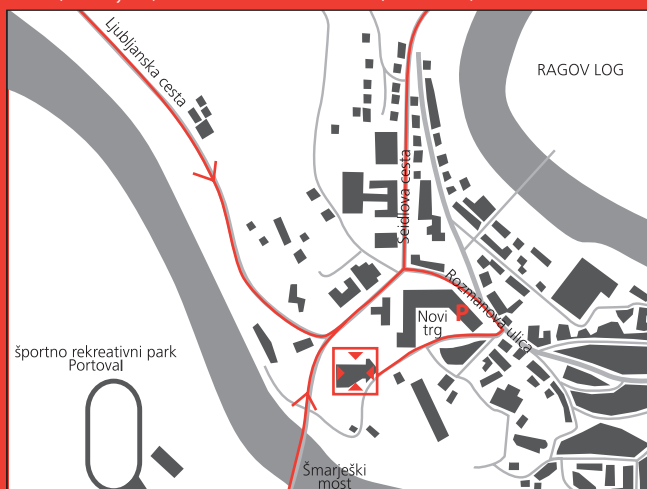 Ljubljanska cesta
RAGOV LOG
Seidlova cesta
Rozmanova ulica
P
Novi
trg
športno rekreativni park
Portoval
Šmarješki
most